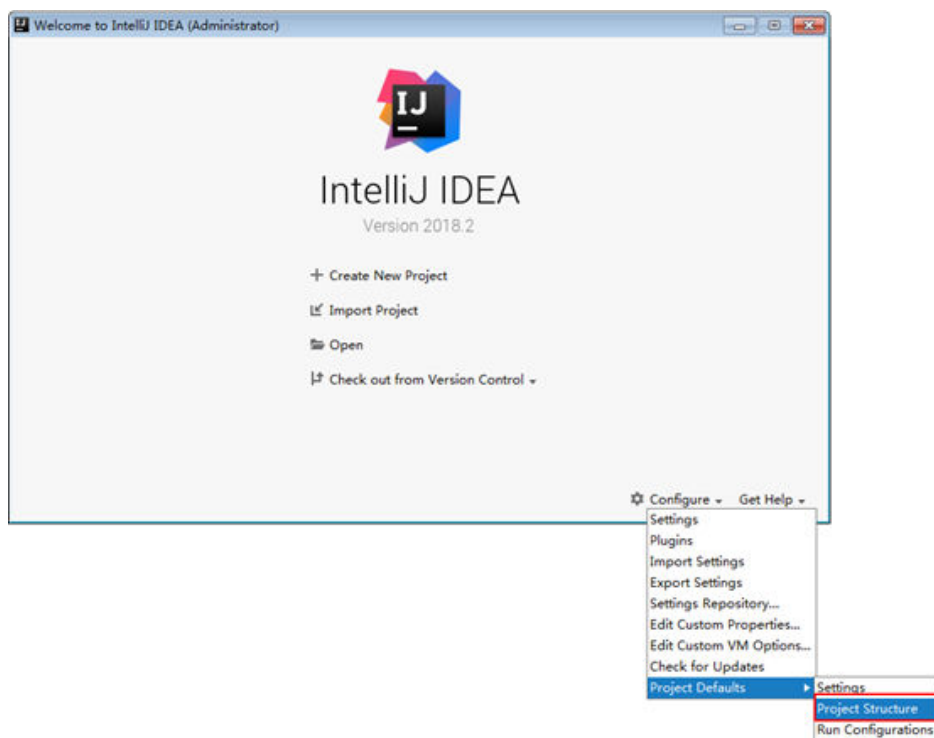 Welcome to IntelliJ IDEA (Administrator)
IJ
IntelliJ IDEA
Version 2018.2
Create New Project
Import Project
Open
Check out from Version Control
Configure Get Help
Settings
Plugins
Import Settings
Export Settings
Settings Repository...
Edit Custom Properties...
Edit Custom VM Options...
Check for Updates
Project Defaults Settings
Project Structure
Run Configurations